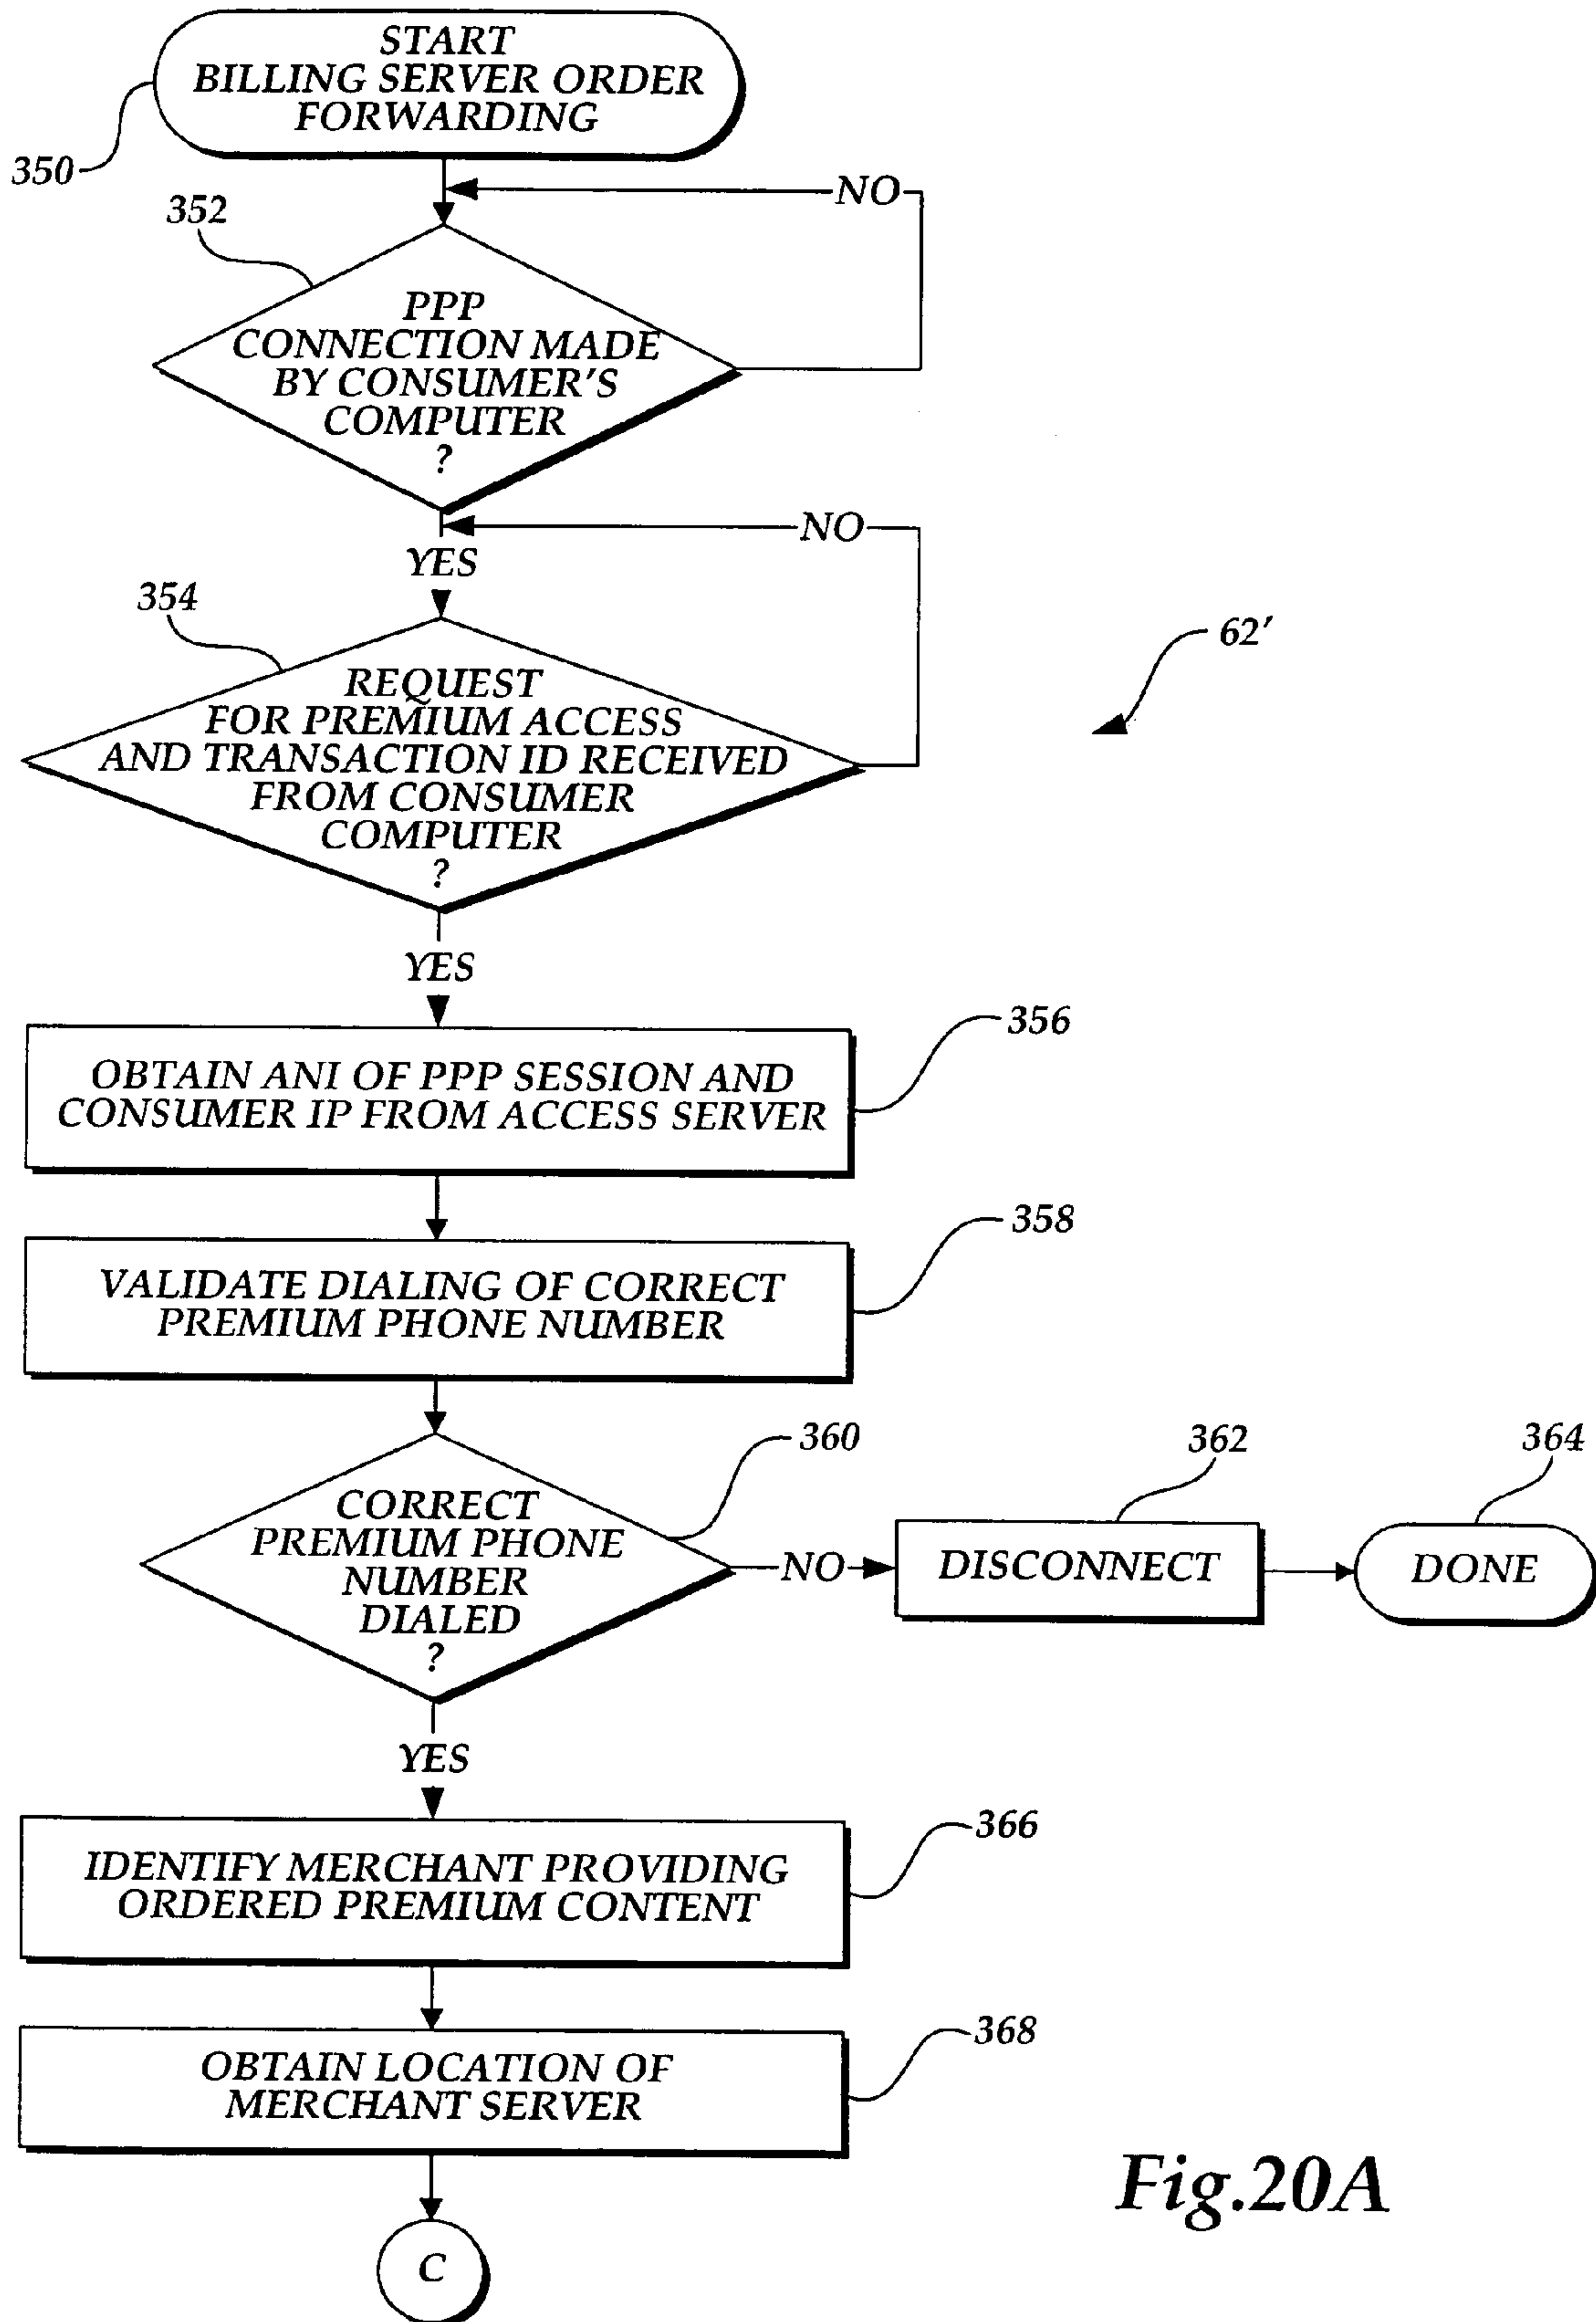 START
BILLING SERVER ORDER
FORWARDING
350
NO
352
PPP
CONNECTION MADE
BY CONSUMER'S
COMPUTER
?
NO
YES
354
62'
REQUEST
FOR PREMIUM ACCESS
AND TRANSACTION ID RECEIVED
FROM CONSUMER
COMPUTER
?
YES
356
OBTAIN ANI OF PPP SESSION AND
CONSUMER IP FROM ACCESS SERVER
358
VALIDATE DIALING OF CORRECT
PREMIUM PHONE NUMBER
360
362
364
CORRECT
PREMIUM PHONE
NUMBER
DIALED
?
NO
DISCONNECT
DONE
YES
366
IDENTIFY MERCHANT PROVIDING
ORDERED PREMIUM CONTENT
368
OBTAIN LOCATION OF
MERCHANT SERVER
C
Fig.20A